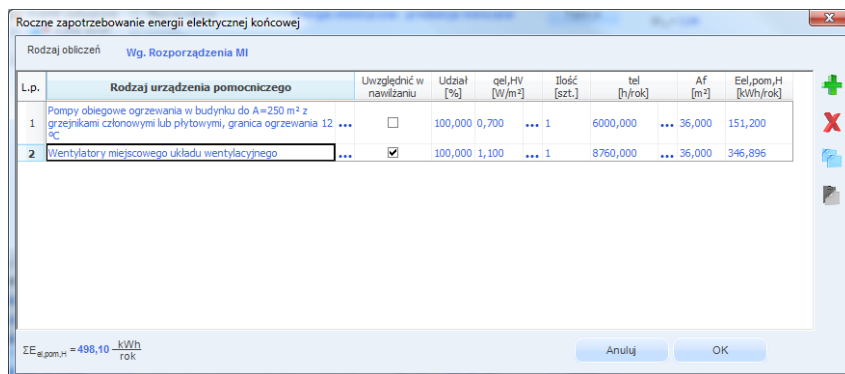 Roczne zapotrzebowanie energii elektrycznej końcowej
Rodzaj obliczeń Wg. Rozporządzenia MI
L.p. Rodzaj urządzenia pomocniczego Uwzględnić w nawilżaniu Udział [%] qel,HV [W/m²] Ilość [szt.] tel [h/rok] Af [m²] Eel,pom,H [kWh/rok]
1 Pompy obiegowe ogrzewania w budynku do A=250 m² z grzejnikami członowymi lub płytowymi, granica ogrzewania 12 ºC ... 100,000 0,700 ... 1 6000,000 ... 36,000 151,200
2 Wentylatory miejscowego układu wentylacyjnego ... 100,000 1,100 ... 1 8760,000 ... 36,000 346,896
ΣEel,pom,H = 498,10 kWh/rok
Anuluj OK